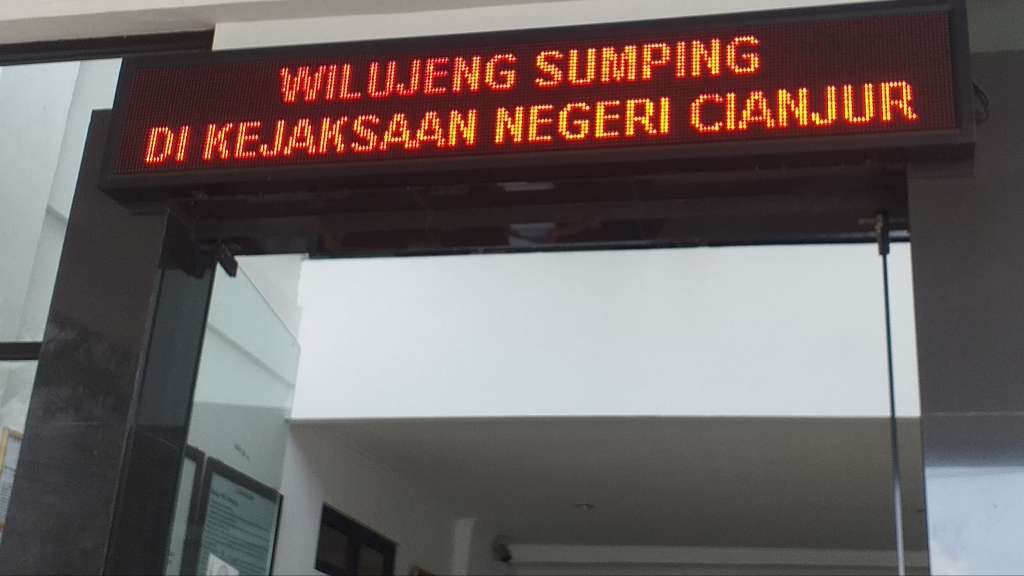 WILUJENG SUMPING
DI KEJAKSAAN NEGERI CIANJUR